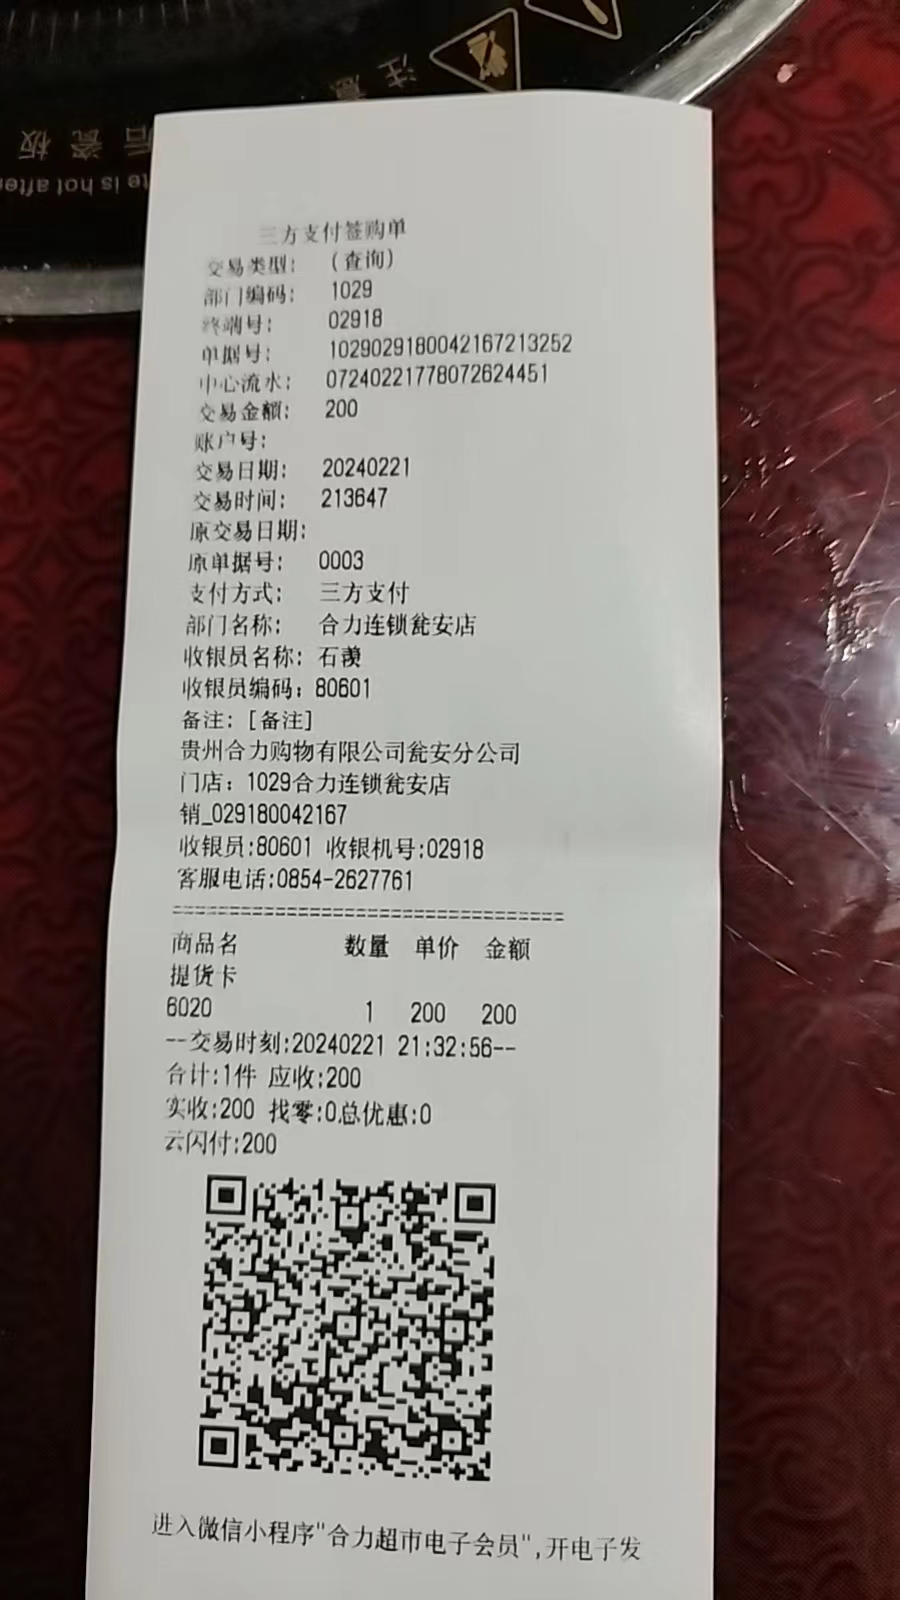 注意
后瓷板
te is hot after
三方支付签购单
交易类型: (查询)
部门编码: 1029
终端号: 02918
单据号: 10290291800042167213252
中心流水: 07240221778072624451
交易金额: 200
账户号:
交易日期: 20240221
交易时间: 213647
原交易日期:
原单据号: 0003
支付方式: 三方支付
部门名称: 合力连锁瓮安店
收银员名称: 石羡
收银员编码: 80601
备注: [备注]
贵州合力购物有限公司瓮安分公司
门店: 1029合力连锁瓮安店
销_029180042167
收银员:80601 收银机号:02918
客服电话:0854-2627761
===================================
商品名 数量 单价 金额
提货卡
6020 1 200 200
--交易时刻:20240221 21:32:56--
合计:1件 应收:200
实收:200 找零:0总优惠:0
云闪付:200
进入微信小程序"合力超市电子会员",开电子发